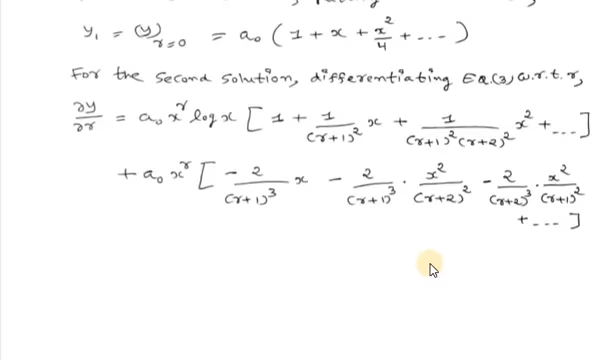 y₁ = (y)ᵣ₌₀ = a₀ ( 1 + x + x²/4 + ---- )
For the second solution, differentiating EQ.(3) w.r.t. r,
∂y/∂r = a₀ xʳ log x [ 1 + 1/(r+1)² x + 1/((r+1)²(r+2)²) x² + .... ]
+ a₀ xʳ [ - 2/(r+1)³ x - 2/(r+1)³ · x²/(r+2)² - 2/(r+2)³ · x²/(r+1)²
+ .... ]